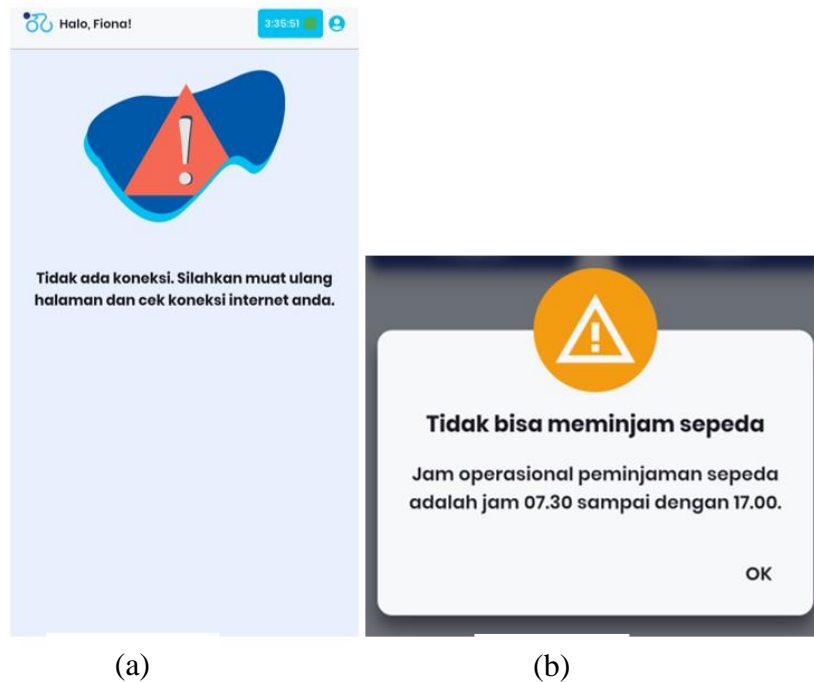 Halo, Fiona!
3:35:51
Tidak ada koneksi. Silahkan muat ulang
halaman dan cek koneksi internet anda.
Tidak bisa meminjam sepeda
Jam operasional peminjaman sepeda
adalah jam 07.30 sampai dengan 17.00.
OK
(a)
(b)